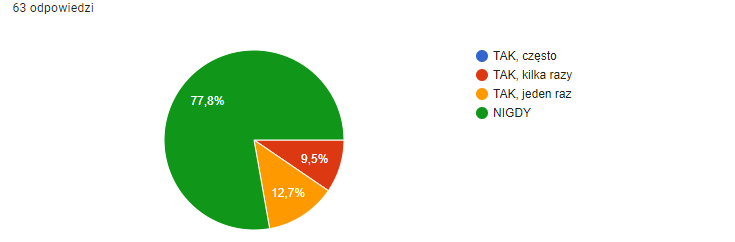 63 odpowiedzi
TAK, często
TAK, kilka razy
TAK, jeden raz
NIGDY
77,8%
9,5%
12,7%